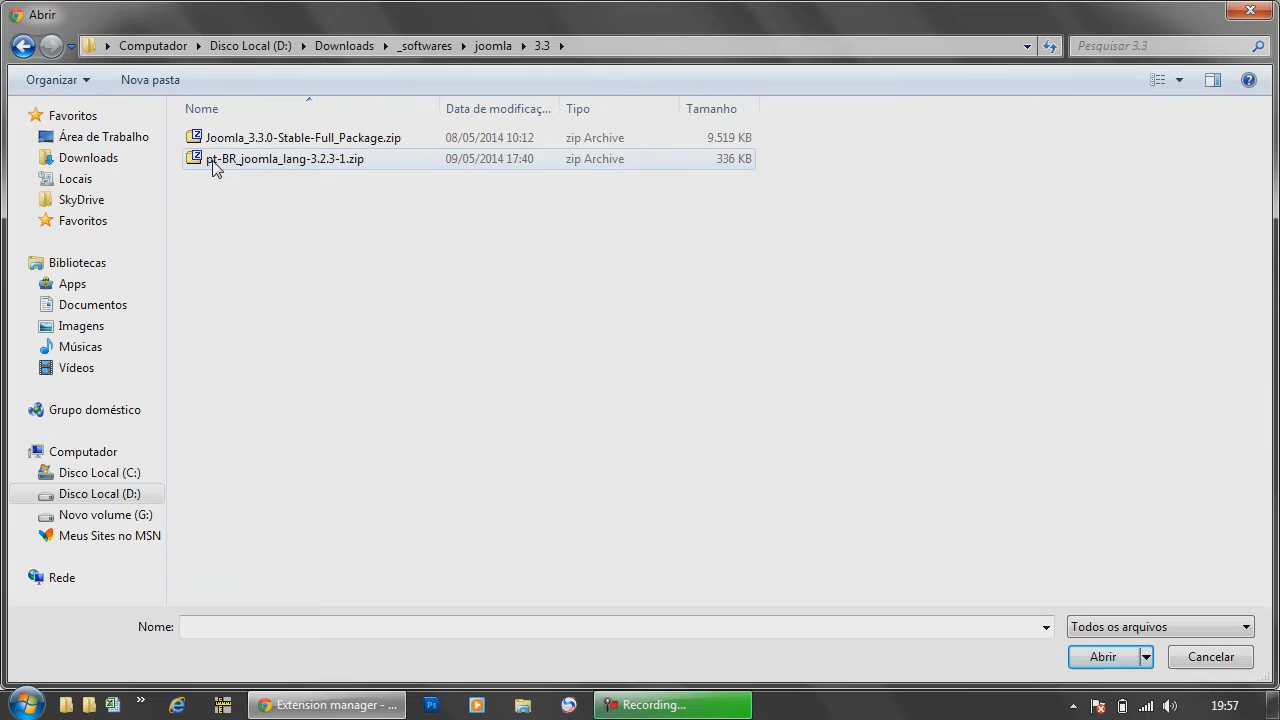 Abrir
Computador Disco Local (D:) Downloads _softwares joomla 3.3 Pesquisar 3.3
Organizar Nova pasta
Favoritos
Área de Trabalho
Downloads
Locais
SkyDrive
Favoritos
Bibliotecas
Apps
Documentos
Imagens
Músicas
Vídeos
Grupo doméstico
Computador
Disco Local (C:)
Disco Local (D:)
Novo volume (G:)
Meus Sites no MSN
Rede
Nome Data de modificaç... Tipo Tamanho
Joomla_3.3.0-Stable-Full_Package.zip 08/05/2014 10:12 zip Archive 9.519 KB
pt-BR_joomla_lang-3.2.3-1.zip 09/05/2014 17:40 zip Archive 336 KB
Nome: Todos os arquivos
Abrir Cancelar
» Extension manager - ... Recording... 19:57